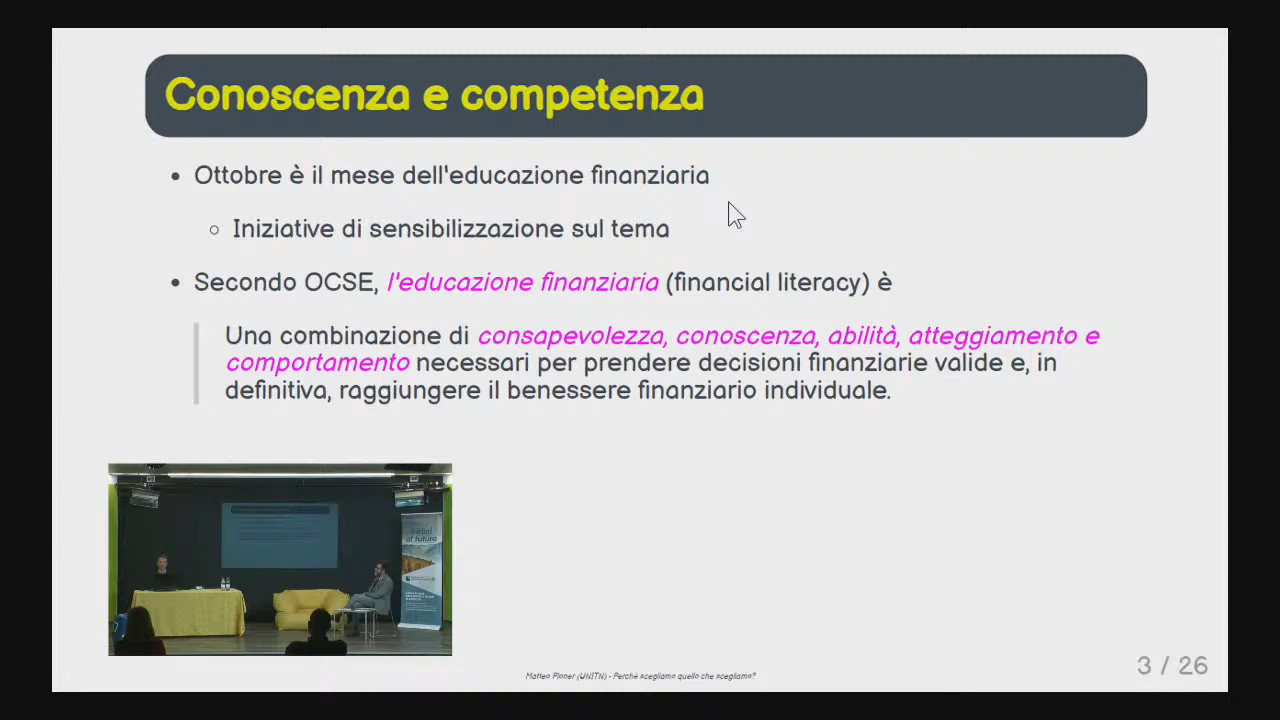 Conoscenza e competenza
• Ottobre è il mese dell'educazione finanziaria
○ Iniziative di sensibilizzazione sul tema
• Secondo OCSE, l'educazione finanziaria (financial literacy) è
Una combinazione di consapevolezza, conoscenza, abilità, atteggiamento e
comportamento necessari per prendere decisioni finanziarie valide e, in
definitiva, raggiungere il benessere finanziario individuale.
al futuro
Matteo Ploner (UNITN) - Perché scegliamo quello che scegliamo?
3 / 26